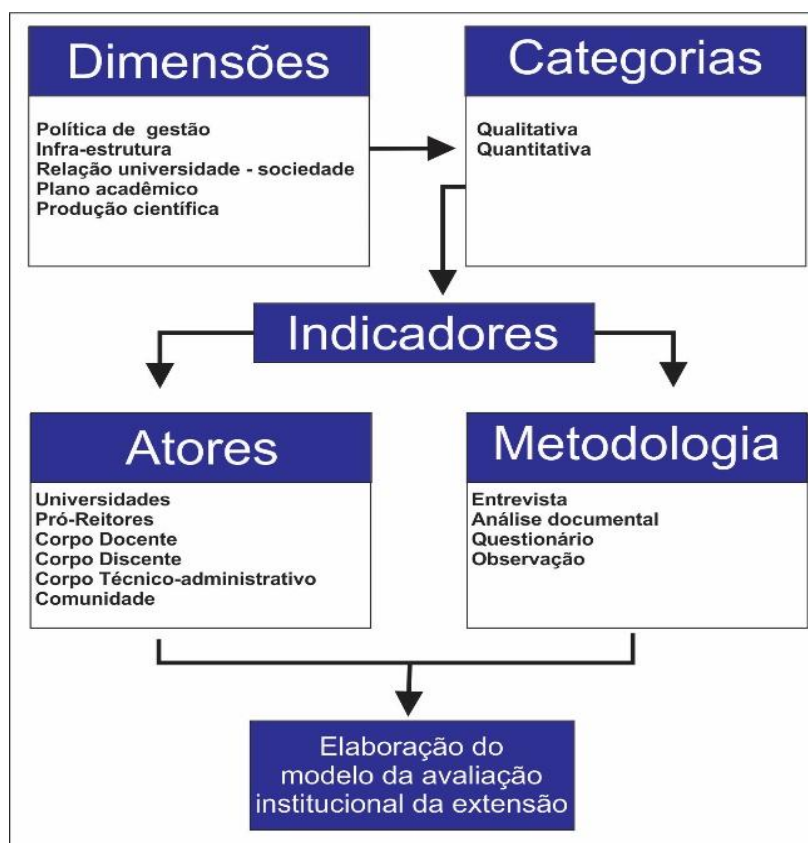 Dimensões
Política de gestão
Infra-estrutura
Relação universidade - sociedade
Plano acadêmico
Produção científica
Categorias
Qualitativa
Quantitativa
Indicadores
Atores
Universidades
Pró-Reitores
Corpo Docente
Corpo Discente
Corpo Técnico-administrativo
Comunidade
Metodologia
Entrevista
Análise documental
Questionário
Observação
Elaboração do
modelo da avaliação
institucional da extensão